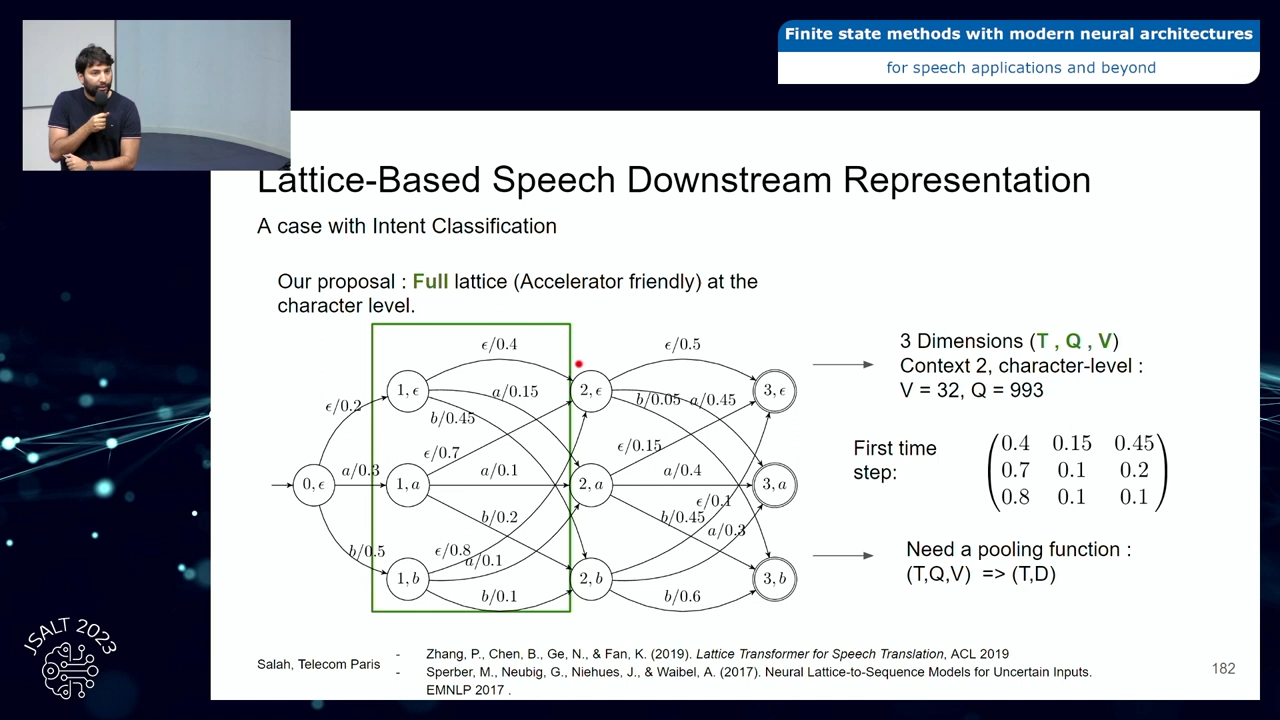 Finite state methods with modern neural architectures
for speech applications and beyond
Lattice-Based Speech Downstream Representation
A case with Intent Classification
Our proposal : Full lattice (Accelerator friendly) at the
character level.
ϵ/0.4
ϵ/0.5
1, ϵ
2, ϵ
3, ϵ
ϵ/0.2
a/0.15
b/0.45
b/0.05
a/0.45
ϵ/0.7
ϵ/0.15
0, ϵ
a/0.3
1, a
a/0.1
2, a
a/0.4
3, a
b/0.5
b/0.2
ϵ/0.1
b/0.45
a/0.3
ϵ/0.8
a/0.1
1, b
2, b
3, b
b/0.1
b/0.6
3 Dimensions (T , Q , V)
Context 2, character-level :
V = 32, Q = 993
First time
step:
0.4 0.15 0.45
0.7 0.1 0.2
0.8 0.1 0.1
Need a pooling function :
(T,Q,V) => (T,D)
JSALT 2023
Salah, Telecom Paris
- Zhang, P., Chen, B., Ge, N., & Fan, K. (2019). Lattice Transformer for Speech Translation, ACL 2019
- Sperber, M., Neubig, G., Niehues, J., & Waibel, A. (2017). Neural Lattice-to-Sequence Models for Uncertain Inputs.
EMNLP 2017 .
182